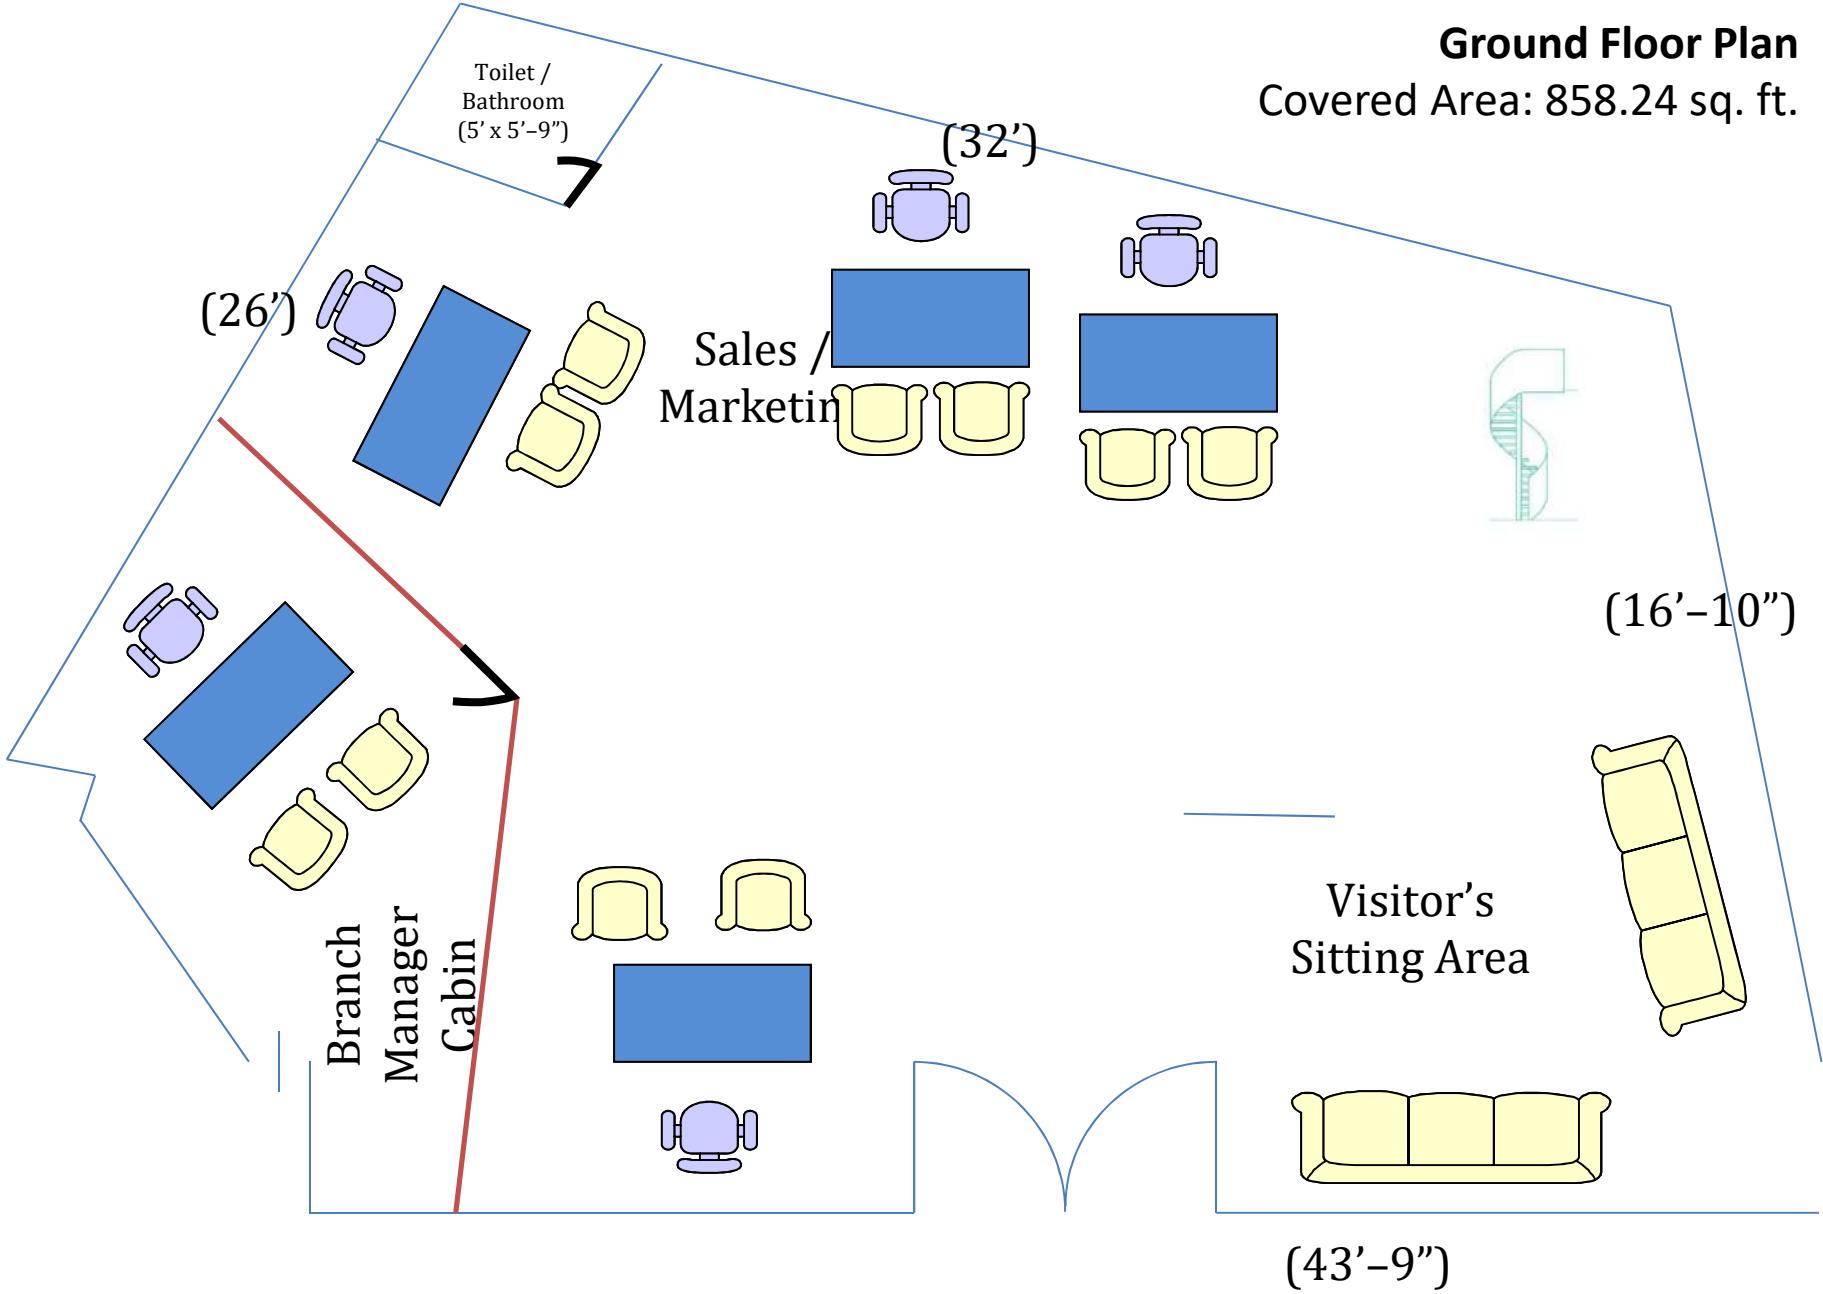 Ground Floor Plan
Covered Area: 858.24 sq. ft.
Toilet /
Bathroom
(5’ x 5’–9”)
(32’)
(26’)
Sales /
Marketin
(16’–10”)
Visitor’s
Sitting Area
Branch
Manager
Cabin
(43’–9”)